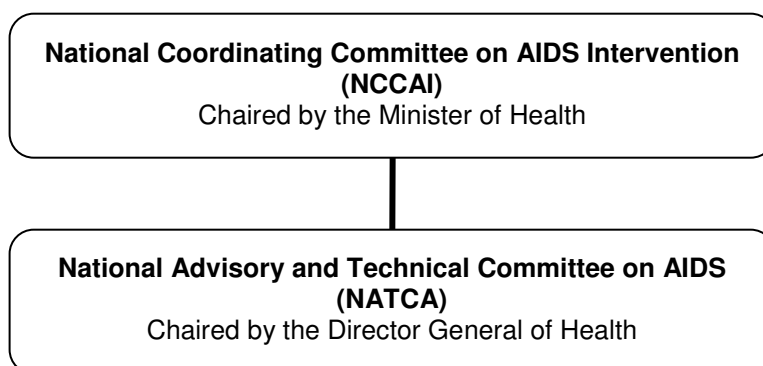 National Coordinating Committee on AIDS Intervention
(NCCAI)
Chaired by the Minister of Health
National Advisory and Technical Committee on AIDS
(NATCA)
Chaired by the Director General of Health